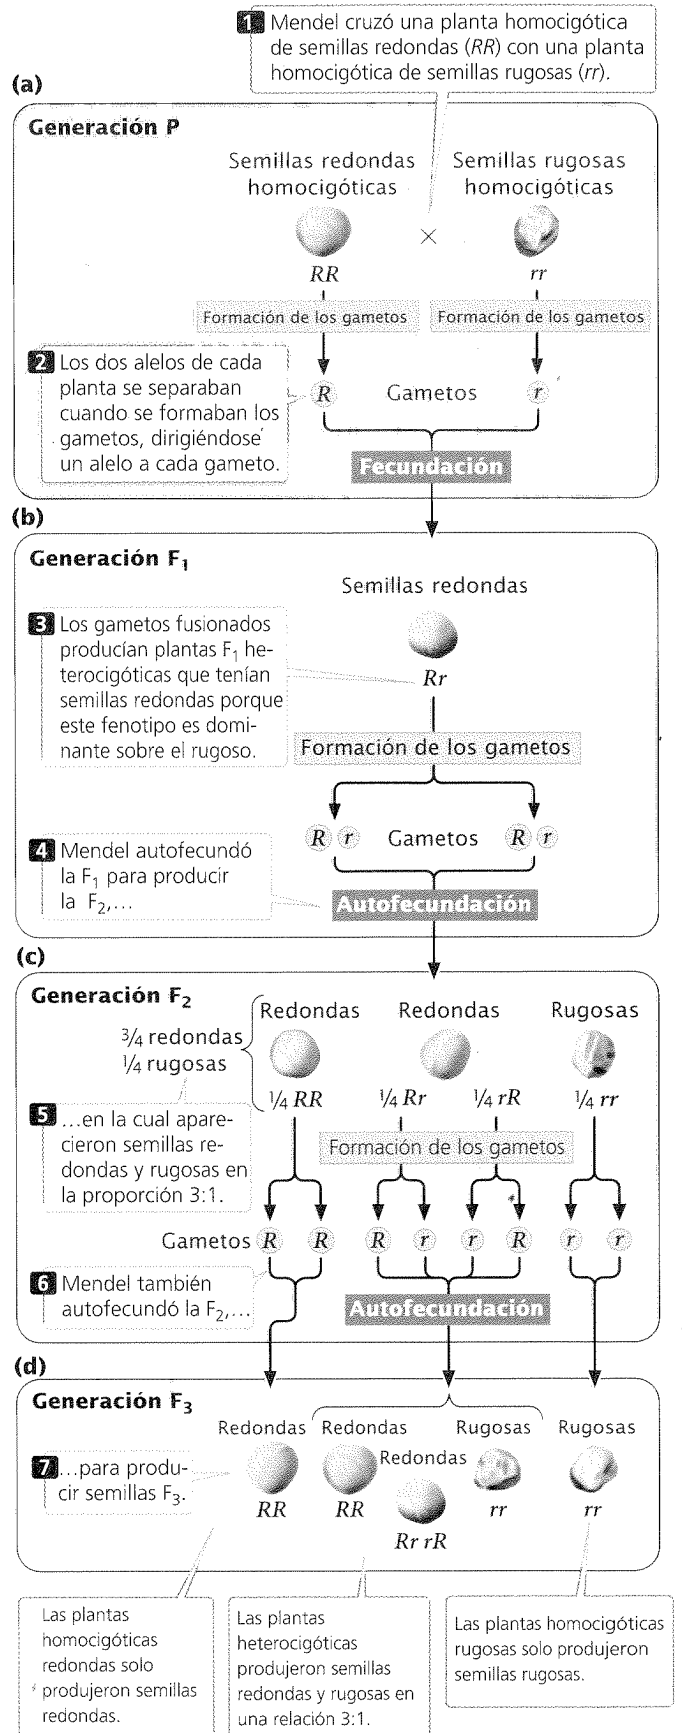 1 Mendel cruzó una planta homocigótica
de semillas redondas (RR) con una planta
homocigótica de semillas rugosas (rr).
(a)
Generación P
Semillas redondas
homocigóticas
Semillas rugosas
homocigóticas
×
RR
rr
Formación de los gametos
Formación de los gametos
2 Los dos alelos de cada
planta se separaban
cuando se formaban los
gametos, dirigiéndose
un alelo a cada gameto.
R
Gametos
r
Fecundación
(b)
Generación F₁
Semillas redondas
3 Los gametos fusionados
producían plantas F₁ he-
terocigóticas que tenían
semillas redondas porque
este fenotipo es domi-
nante sobre el rugoso.
Rr
Formación de los gametos
R r
Gametos
R r
4 Mendel autofecundó
la F₁ para producir
la F₂,...
Autofecundación
(c)
Generación F₂
Redondas
Redondas
Rugosas
3/4 redondas
1/4 rugosas
1/4 RR
1/4 Rr
1/4 rR
1/4 rr
5 ...en la cual apare-
cieron semillas re-
dondas y rugosas en
la proporción 3:1.
Formación de los gametos
Gametos R R R r r R r r
6 Mendel también
autofecundó la F₂,...
Autofecundación
(d)
Generación F₃
Redondas
Redondas
Redondas
Rugosas
Rugosas
7 ...para produ-
cir semillas F₃.
RR
RR
Rr rR
rr
rr
Las plantas
homocigóticas
redondas solo
produjeron semillas
redondas.
Las plantas
heterocigóticas
produjeron semillas
redondas y rugosas en
una relación 3:1.
Las plantas homocigóticas
rugosas solo produjeron
semillas rugosas.